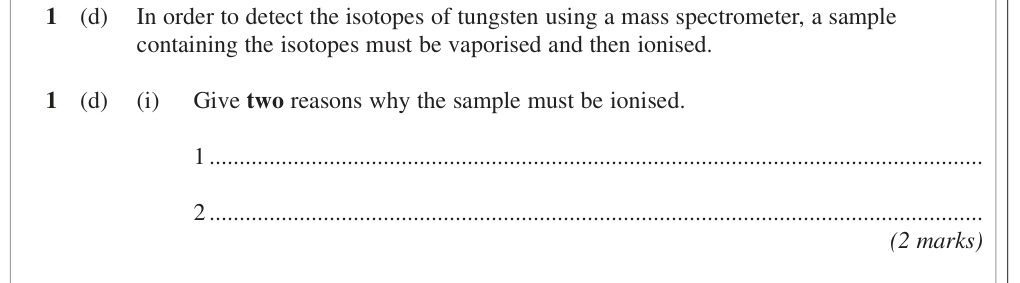 1 (d) In order to detect the isotopes of tungsten using a mass spectrometer, a sample
containing the isotopes must be vaporised and then ionised.
1 (d) (i) Give two reasons why the sample must be ionised.
1 ....................................................................................................................................
2 ....................................................................................................................................
(2 marks)